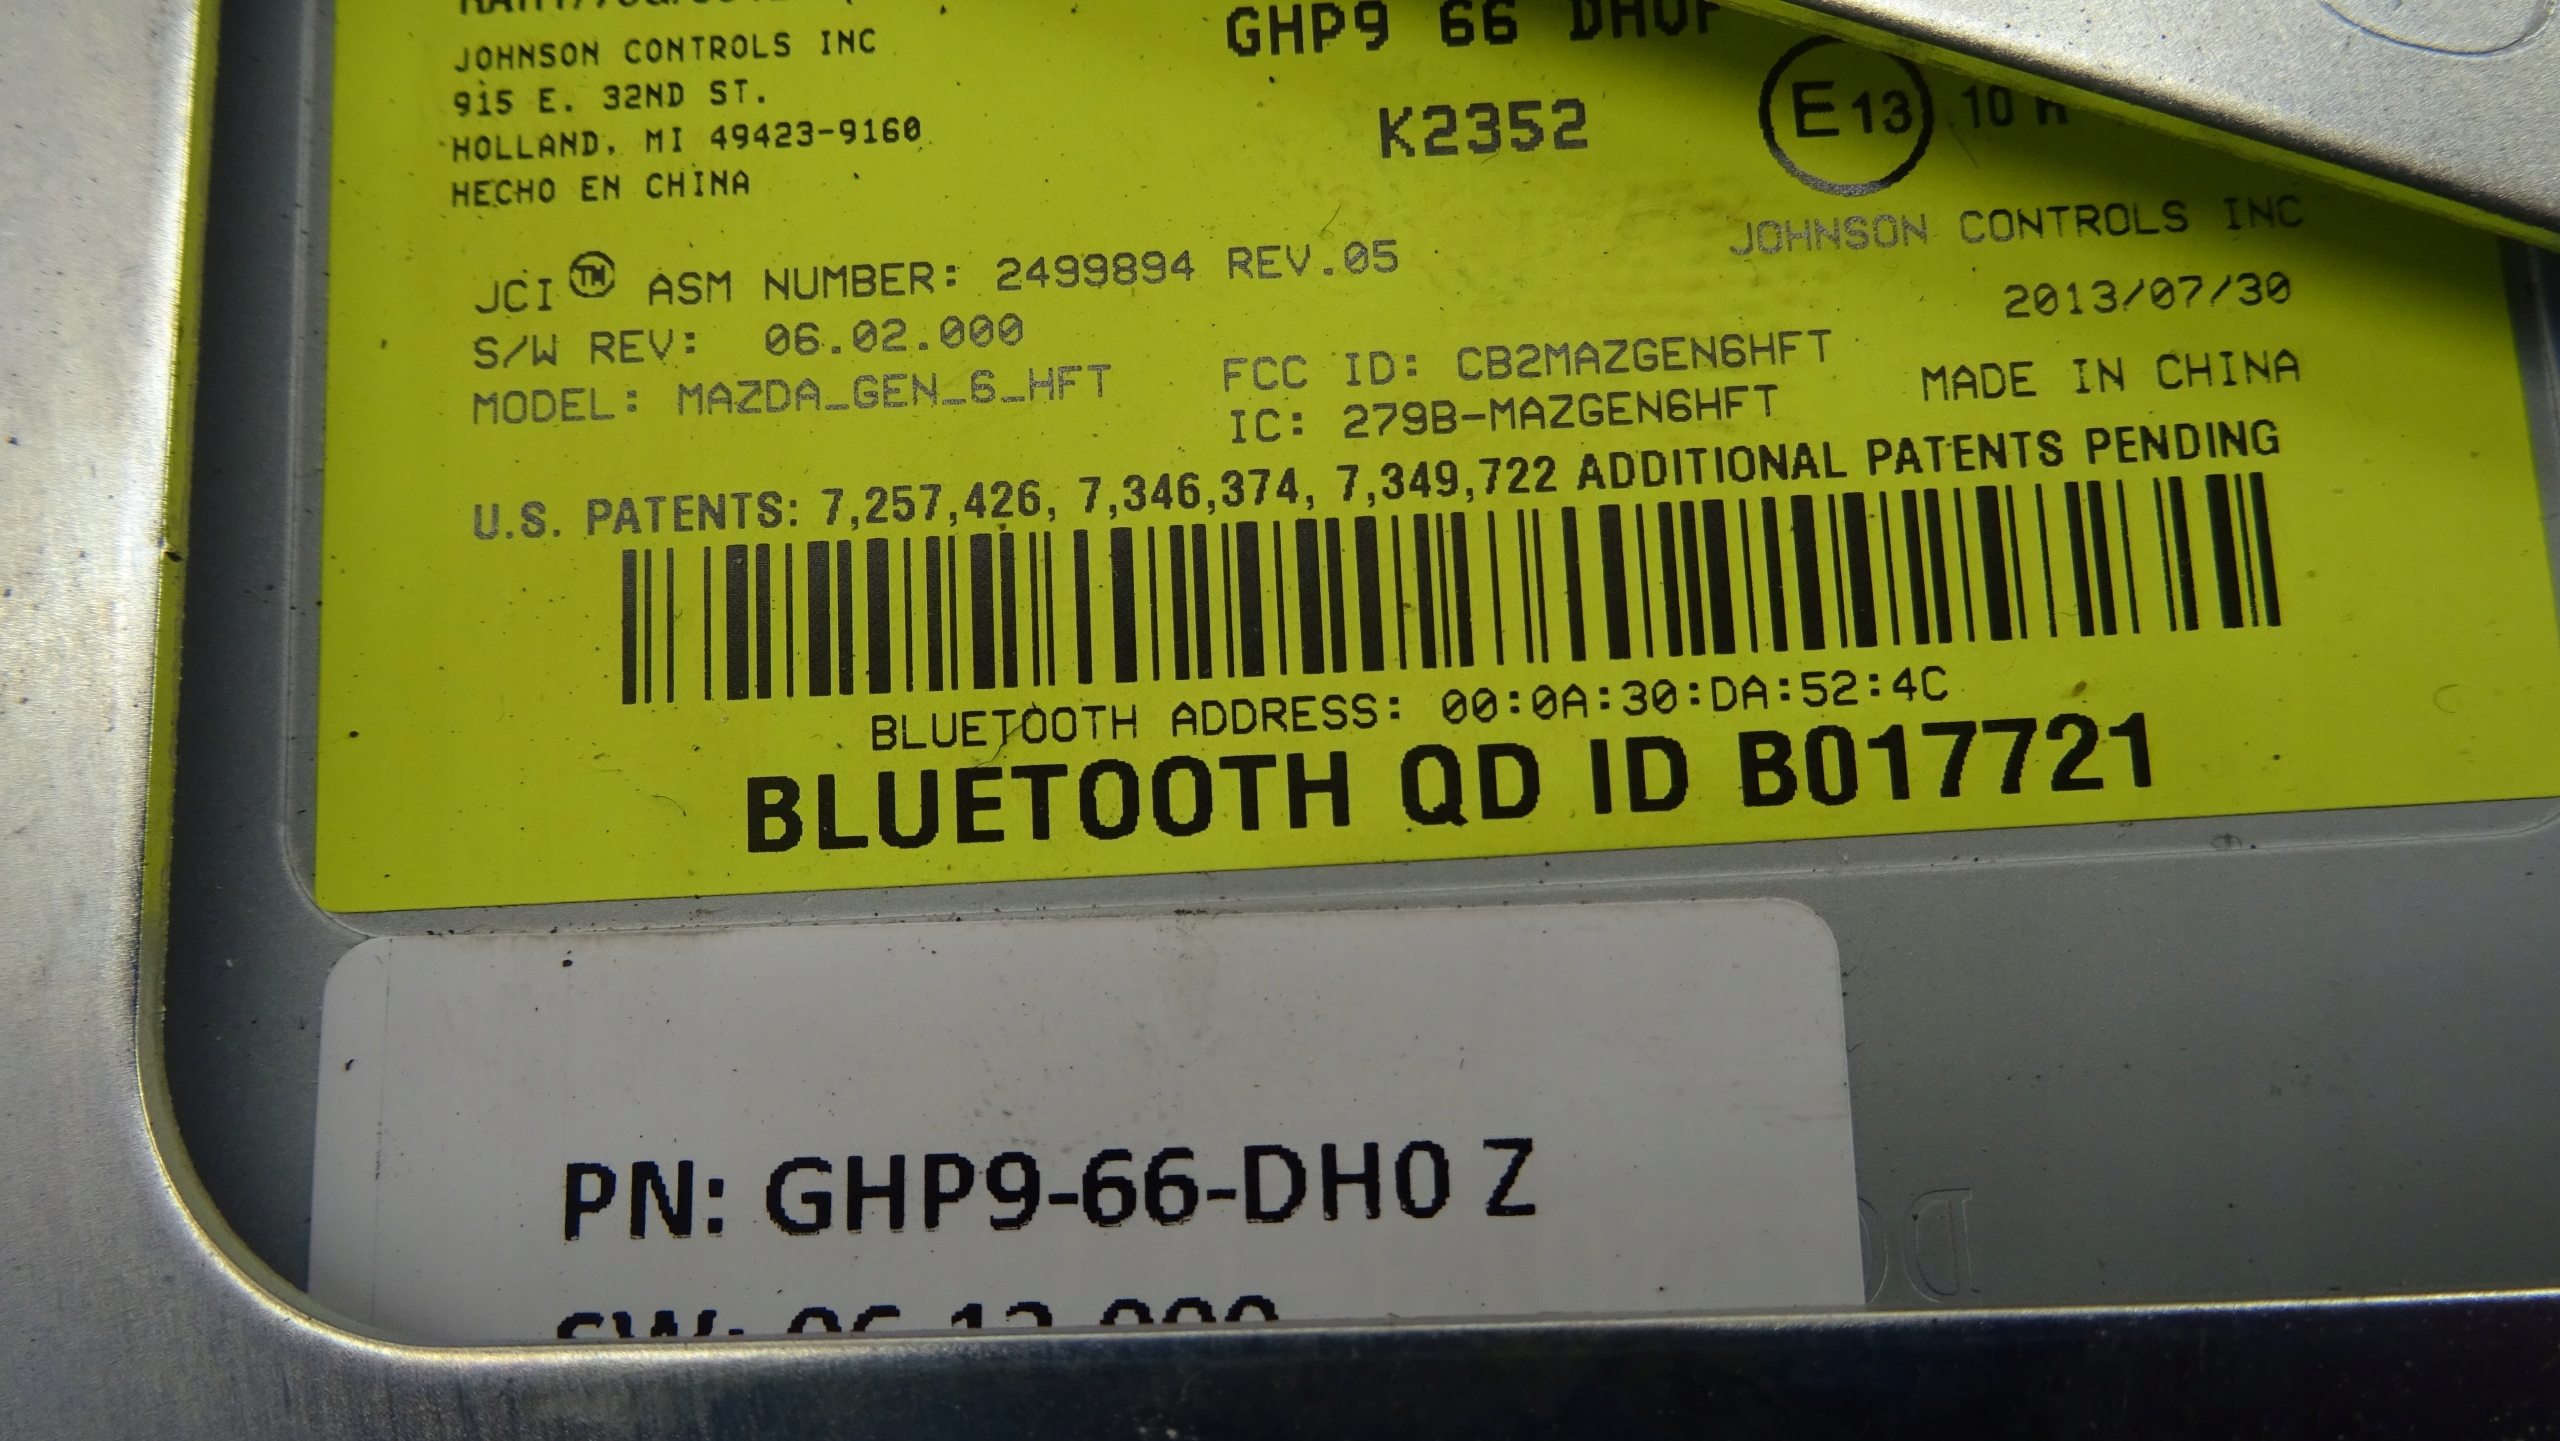 JOHNSON CONTROLS INC
915 E. 32ND ST.
HOLLAND, MI 49423-9160
HECHO EN CHINA
GHP9 66
K2352
E13 10
JOHNSON CONTROLS INC
2013/07/30
MADE IN CHINA
JCI™ ASM NUMBER: 2499894 REV.05
S/W REV: 06.02.000
MODEL: MAZDA_GEN_6_HFT
FCC ID: CB2MAZGEN6HFT
IC: 279B-MAZGEN6HFT
U.S. PATENTS: 7,257,426, 7,346,374, 7,349,722 ADDITIONAL PATENTS PENDING
BLUETOOTH ADDRESS: 00:0A:30:DA:52:4C
BLUETOOTH QD ID B017721
PN: GHP9-66-DH0 Z